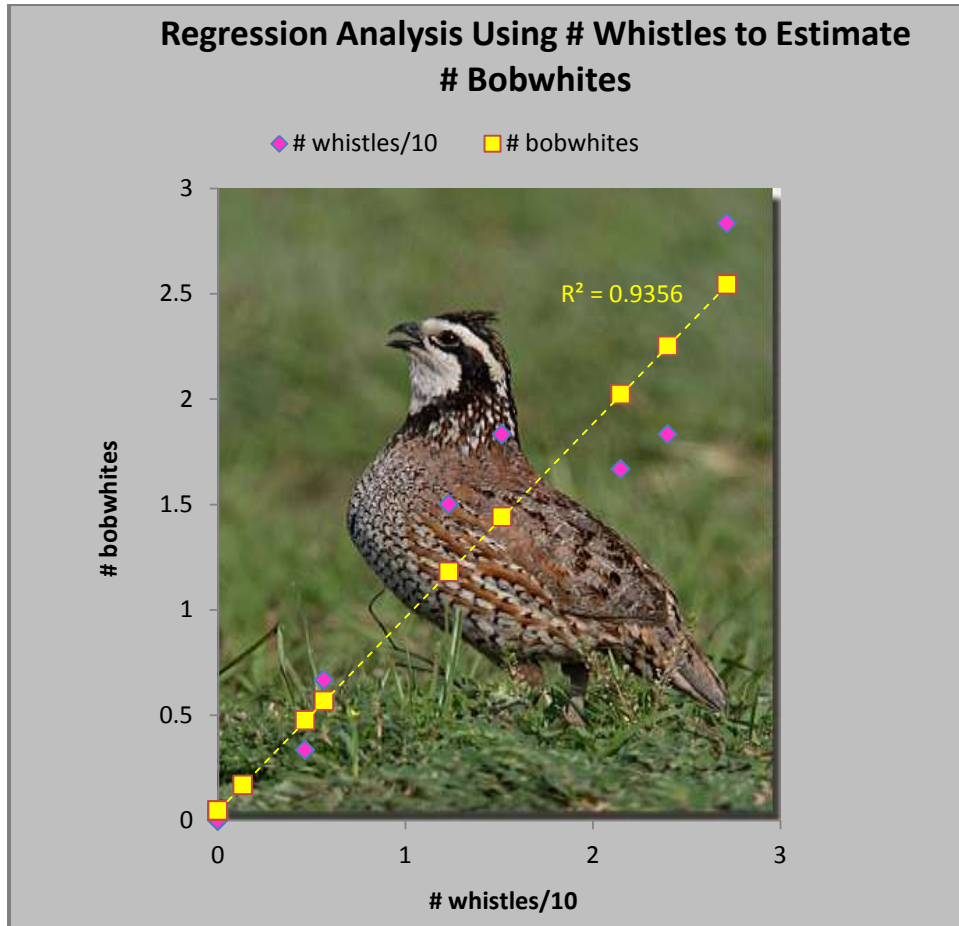 Regression Analysis Using # Whistles to Estimate
# Bobwhites
# whistles/10 # bobwhites
3
2.5
2
1.5
1
0.5
0
R² = 0.9356
# bobwhites
0 1 2 3
# whistles/10